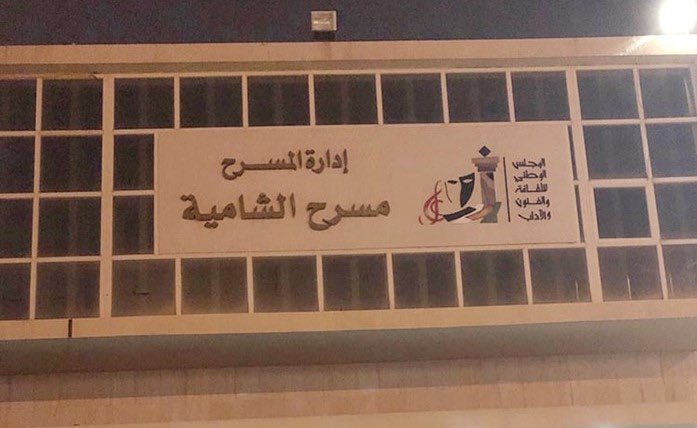 إدارة المسرح
مسرح الشامية
المجلس
الوطني
للثقافة
والفنون
والآداب